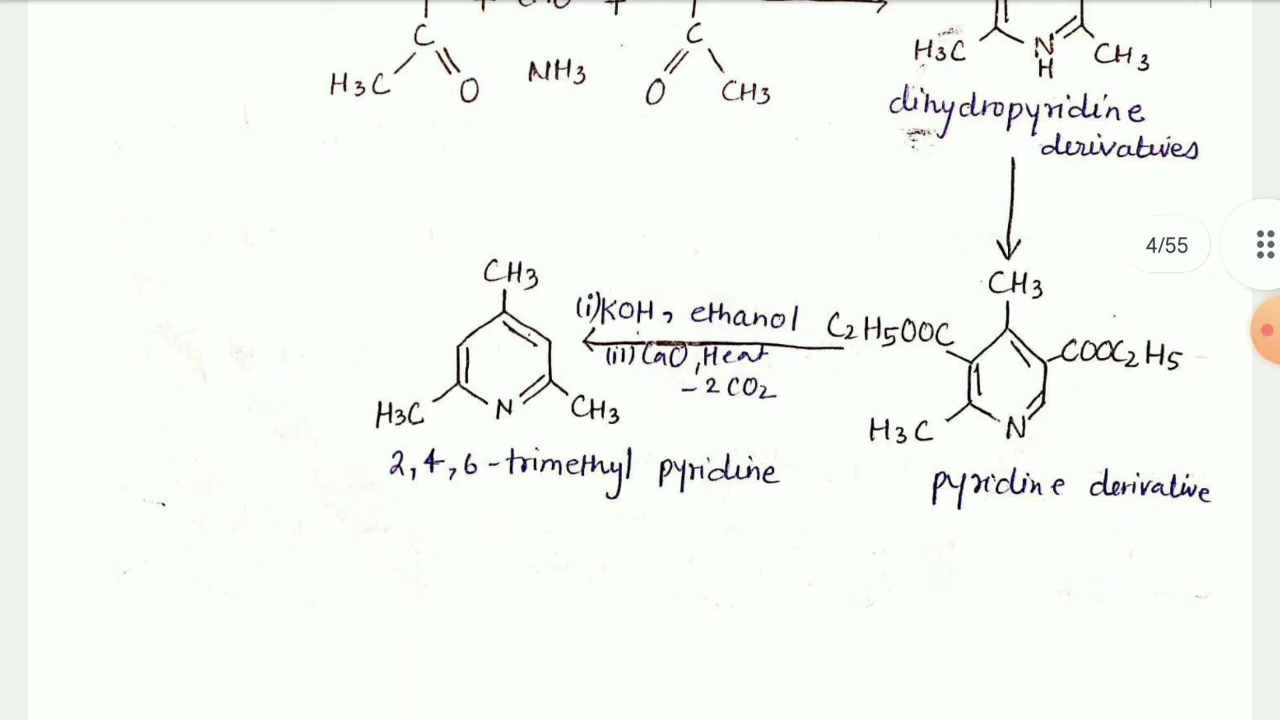 C
C
H3C
O
NH3
O
CH3
H3C
N
H
CH3
dihydropyridine
derivatives
4/55
CH3
CH3
(i)KOH, ethanol
C2H5OOC
(ii) CaO, Heat
COOC2H5
- 2 CO2
H3C
N
CH3
H3C
N
2,4,6-trimethyl pyridine
pyridine derivative